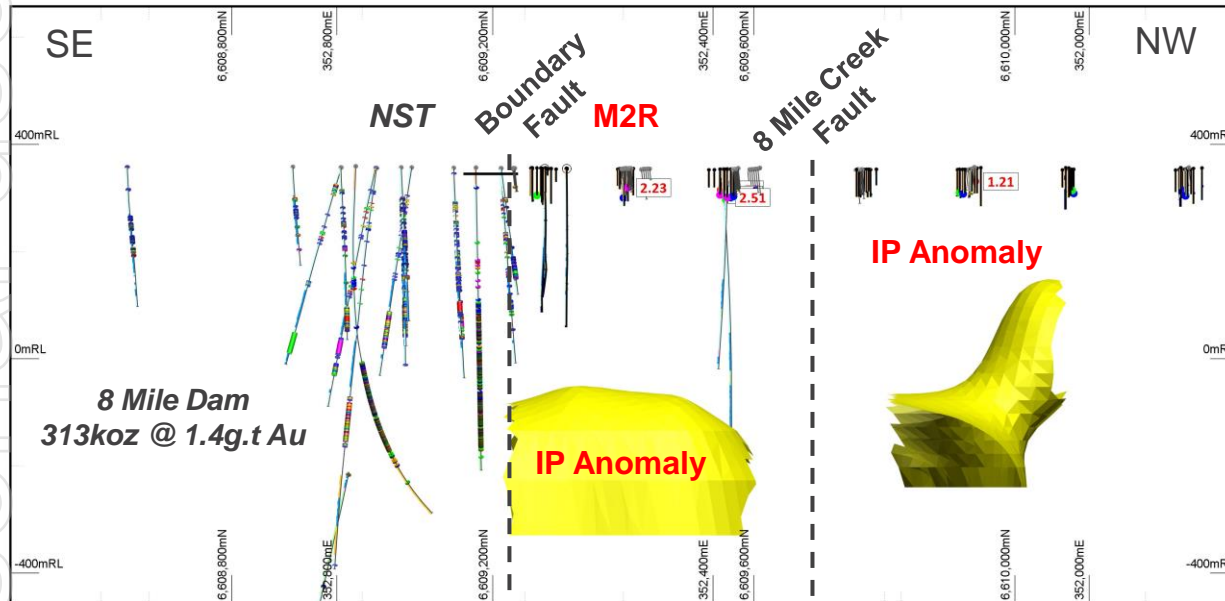 SE
NW
6,608,800mN
352,800mE
6,609,200mN
352,400mE
6,609,600mN
6,610,000mN
352,000mE
NST
Boundary
Fault
M2R
8 Mile Creek
Fault
400mRL
400mRL
2.23
2.51
1.21
IP Anomaly
0mRL
0mRL
8 Mile Dam
313koz @ 1.4g.t Au
IP Anomaly
-400mRL
-400mRL
6,608,800mN
352,800mE
6,609,200mN
352,400mE
6,609,600mN
6,610,000mN
352,000mE